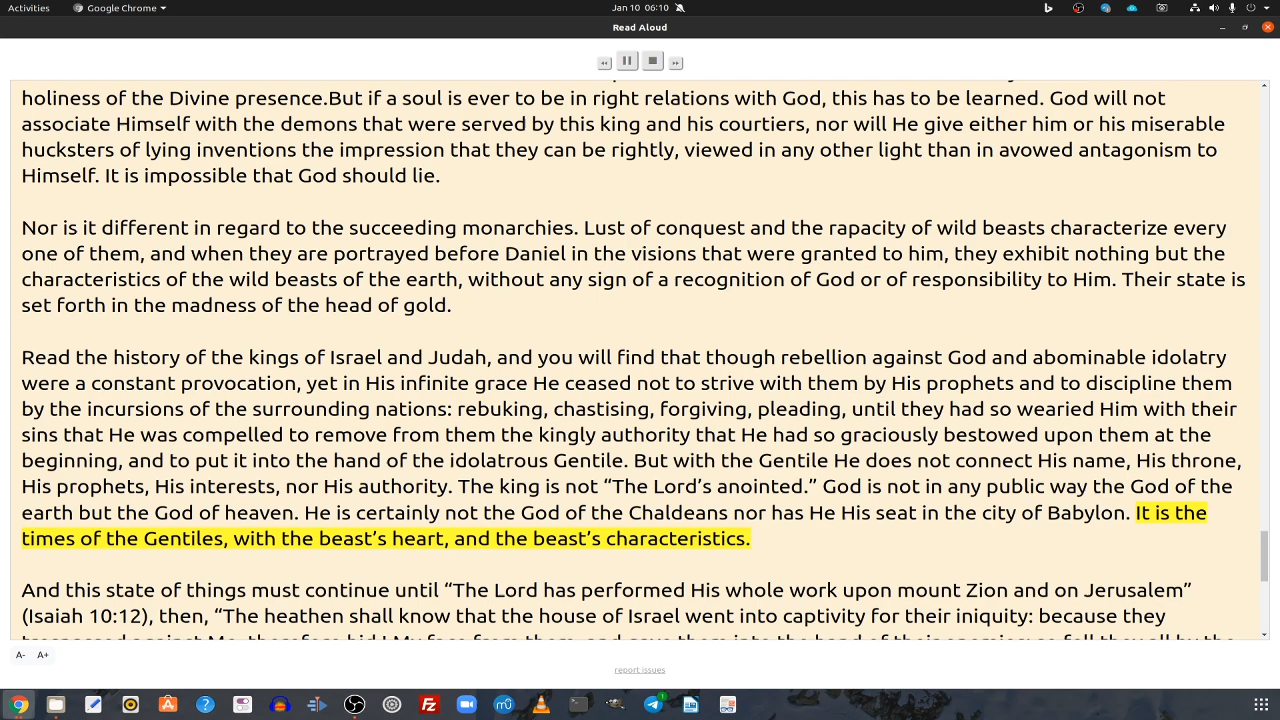 Activities
Google Chrome
Jan 10 06:10
Read Aloud
holiness of the Divine presence.But if a soul is ever to be in right relations with God, this has to be learned. God will not
associate Himself with the demons that were served by this king and his courtiers, nor will He give either him or his miserable
hucksters of lying inventions the impression that they can be rightly, viewed in any other light than in avowed antagonism to
Himself. It is impossible that God should lie.
Nor is it different in regard to the succeeding monarchies. Lust of conquest and the rapacity of wild beasts characterize every
one of them, and when they are portrayed before Daniel in the visions that were granted to him, they exhibit nothing but the
characteristics of the wild beasts of the earth, without any sign of a recognition of God or of responsibility to Him. Their state is
set forth in the madness of the head of gold.
Read the history of the kings of Israel and Judah, and you will find that though rebellion against God and abominable idolatry
were a constant provocation, yet in His infinite grace He ceased not to strive with them by His prophets and to discipline them
by the incursions of the surrounding nations: rebuking, chastising, forgiving, pleading, until they had so wearied Him with their
sins that He was compelled to remove from them the kingly authority that He had so graciously bestowed upon them at the
beginning, and to put it into the hand of the idolatrous Gentile. But with the Gentile He does not connect His name, His throne,
His prophets, His interests, nor His authority. The king is not “The Lord’s anointed.” God is not in any public way the God of the
earth but the God of heaven. He is certainly not the God of the Chaldeans nor has He His seat in the city of Babylon. It is the
times of the Gentiles, with the beast’s heart, and the beast’s characteristics.
And this state of things must continue until “The Lord has performed His whole work upon mount Zion and on Jerusalem”
(Isaiah 10:12), then, “The heathen shall know that the house of Israel went into captivity for their iniquity: because they
A- A+
report issues